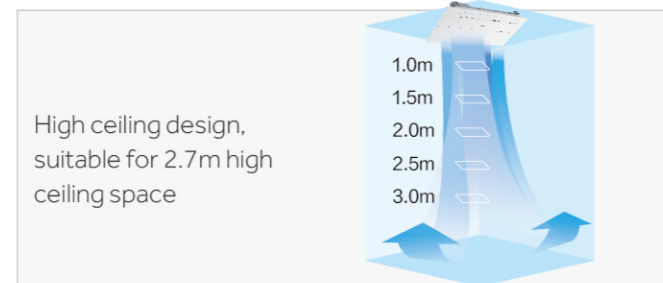 High ceiling design,
suitable for 2.7m high
ceiling space
1.0m
1.5m
2.0m
2.5m
3.0m